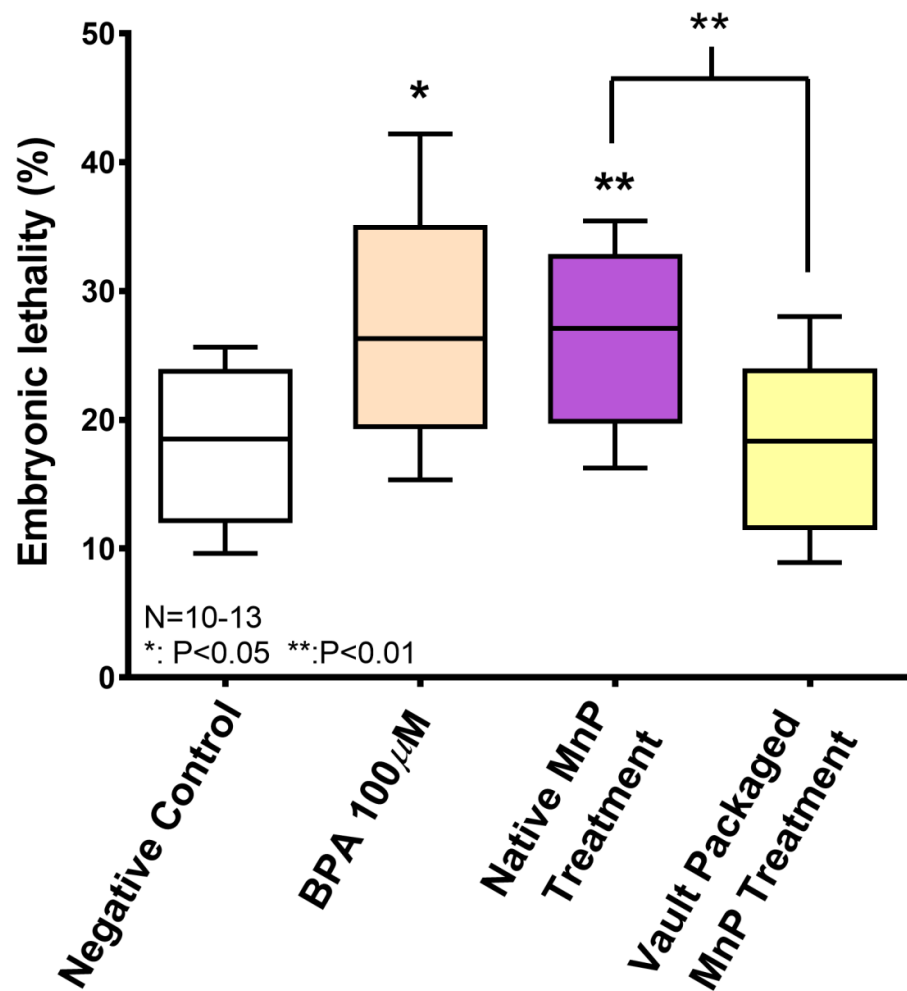 Embryonic lethality (%)
50
40
30
20
10
0
*
**
**
N=10-13
*: P<0.05 **:P<0.01
Negative Control
BPA 100μM
Native MnP
Treatment
Vault Packaged
MnP Treatment